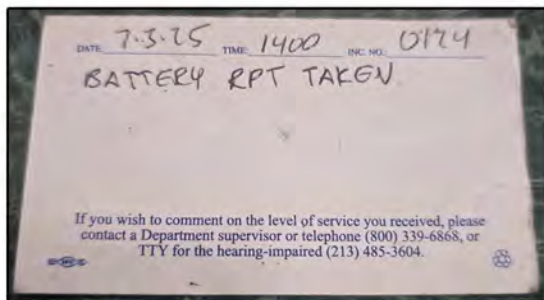 DATE 7.3.25 TIME: 1400 INC. NO.: 0124
BATTERY RPT TAKEN
If you wish to comment on the level of service you received, please
contact a Department supervisor or telephone (800) 339-6868, or
TTY for the hearing-impaired (213) 485-3604.